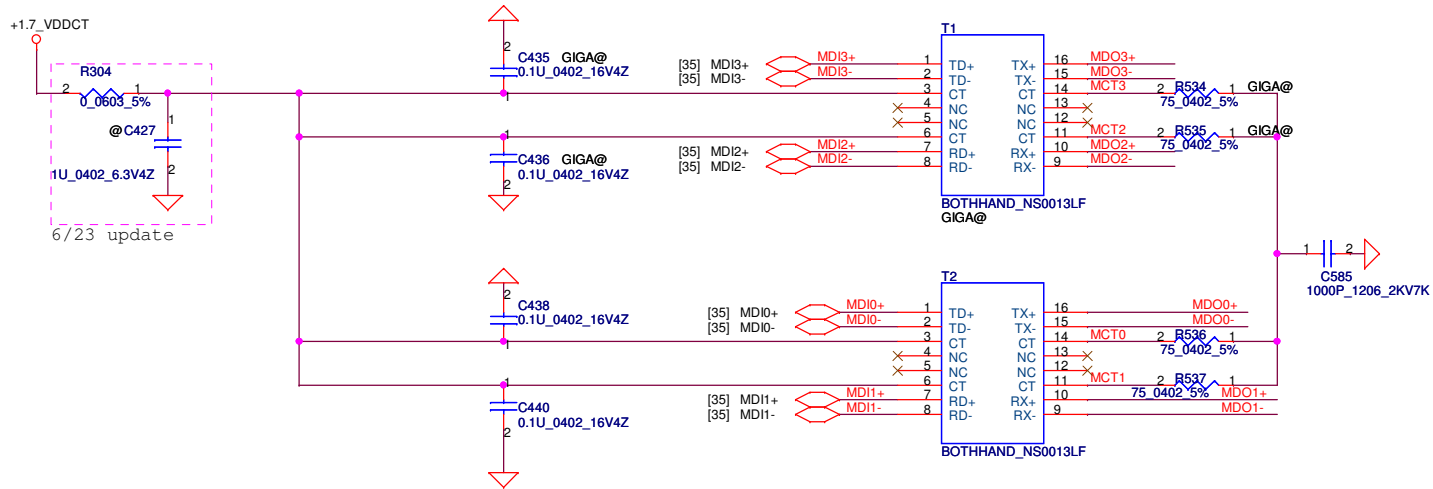 +1.7_VDDCT
R304
2 1
0_0603_5%
@C427
1
2
1U_0402_6.3V4Z
6/23 update
2
C435 GIGA@
0.1U_0402_16V4Z
1
1
C436 GIGA@
0.1U_0402_16V4Z
2
2
C438
0.1U_0402_16V4Z
1
1
C440
0.1U_0402_16V4Z
2
[35] MDI3+ MDI3+
[35] MDI3- MDI3-
[35] MDI2+ MDI2+
[35] MDI2- MDI2-
T1
1 TD+ TX+ 16 MDO3+
2 TD- TX- 15 MDO3-
3 CT CT 14 MCT3
4 NC NC 13
5 NC NC 12
6 CT CT 11 MCT2
7 RD+ RX+ 10 MDO2+
8 RD- RX- 9 MDO2-
BOTHHAND_NS0013LF
GIGA@
2 R534 1 GIGA@
75_0402_5%
2 R535 1 GIGA@
75_0402_5%
1 2
C585
1000P_1206_2KV7K
[35] MDI0+ MDI0+
[35] MDI0- MDI0-
[35] MDI1+ MDI1+
[35] MDI1- MDI1-
T2
1 TD+ TX+ 16 MDO0+
2 TD- TX- 15 MDO0-
3 CT CT 14 MCT0
4 NC NC 13
5 NC NC 12
6 CT CT 11 MCT1
7 RD+ RX+ 10 MDO1+
8 RD- RX- 9 MDO1-
BOTHHAND_NS0013LF
2 R536 1
75_0402_5%
2 R537 1
75_0402_5%